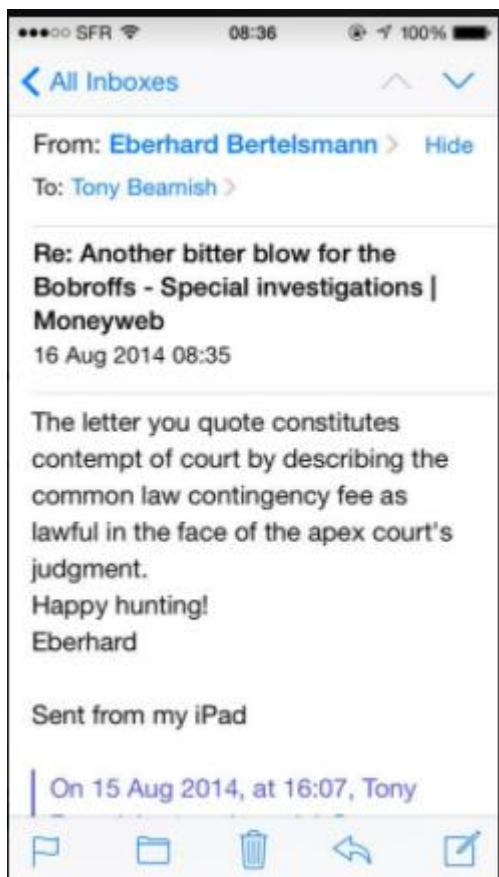 SFR 08:36 100%
All Inboxes
From: Eberhard Bertelsmann Hide
To: Tony Beamish
Re: Another bitter blow for the
Bobroffs - Special investigations |
Moneyweb
16 Aug 2014 08:35
The letter you quote constitutes
contempt of court by describing the
common law contingency fee as
lawful in the face of the apex court's
judgment.
Happy hunting!
Eberhard
Sent from my iPad
On 15 Aug 2014, at 16:07, Tony